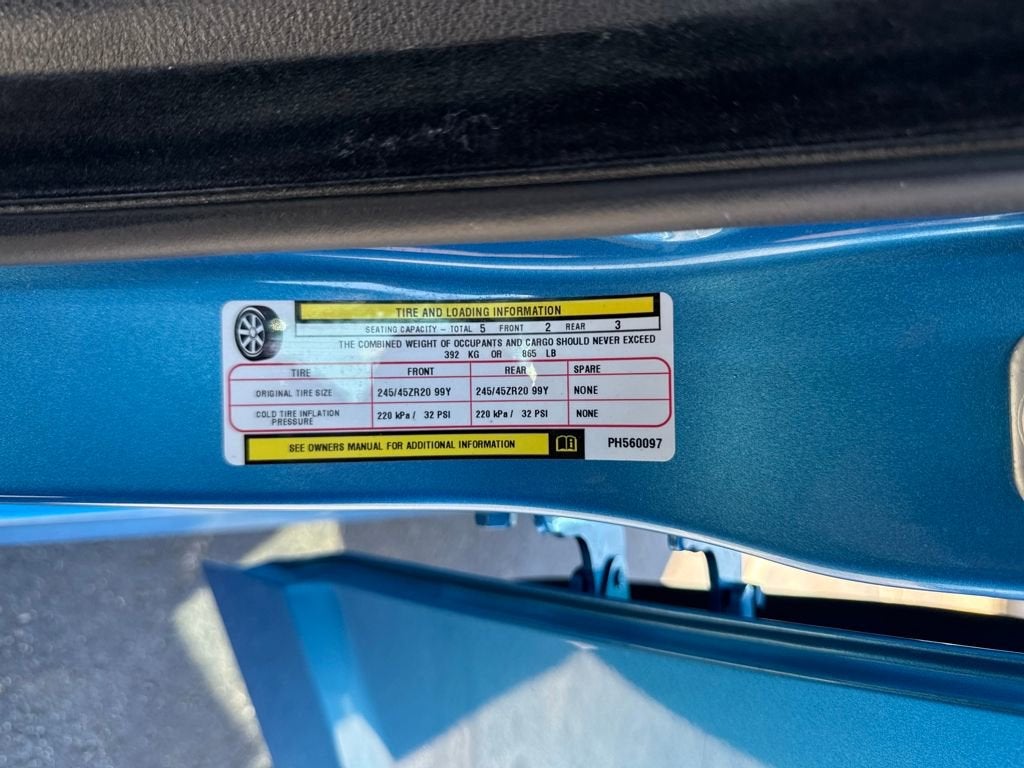 TIRE AND LOADING INFORMATION
SEATING CAPACITY - TOTAL 5 FRONT 2 REAR 3
THE COMBINED WEIGHT OF OCCUPANTS AND CARGO SHOULD NEVER EXCEED
392 KG OR 865 LB
TIRE FRONT REAR SPARE
ORIGINAL TIRE SIZE 245/45ZR20 99Y 245/45ZR20 99Y NONE
COLD TIRE INFLATION PRESSURE 220 kPa / 32 PSI 220 kPa / 32 PSI NONE
SEE OWNERS MANUAL FOR ADDITIONAL INFORMATION PH560097